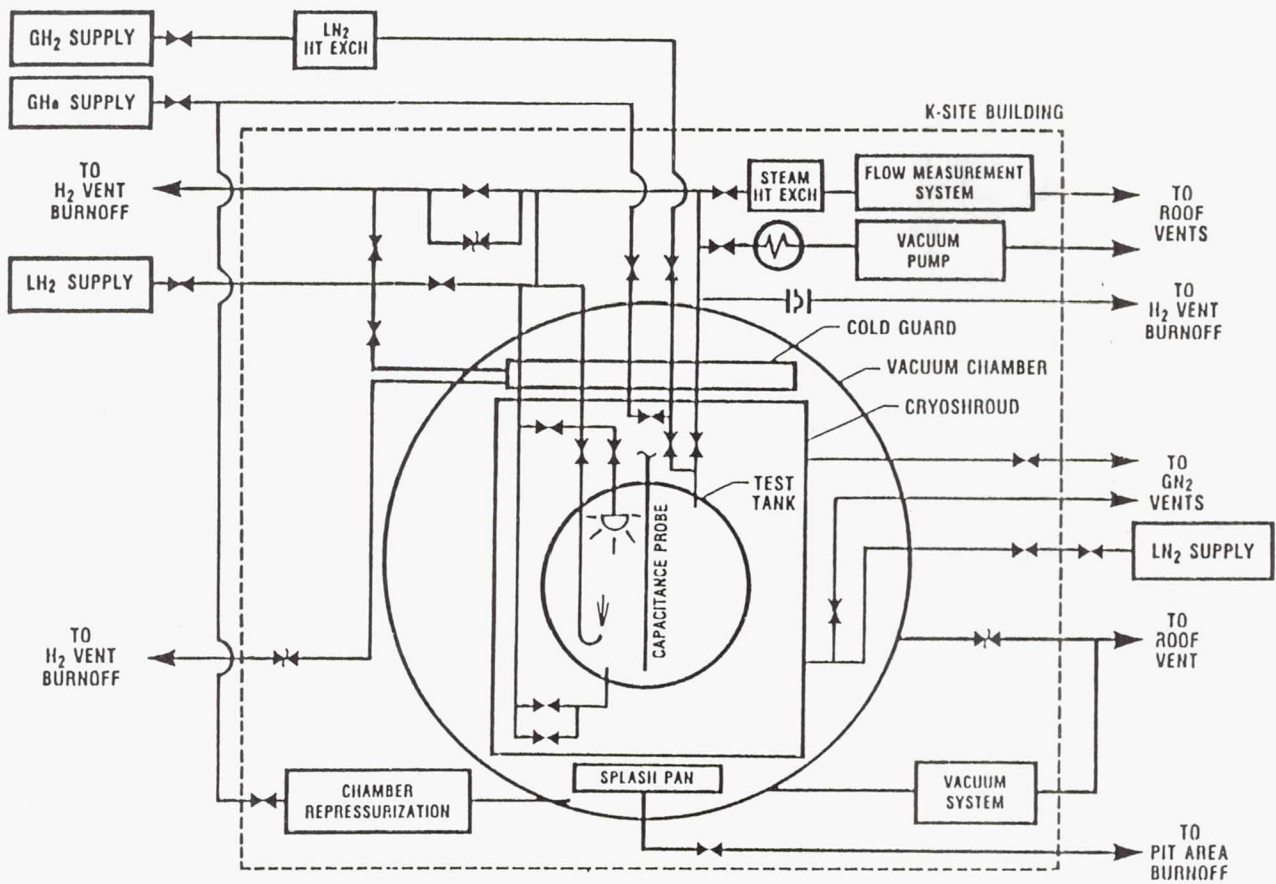 GH₂ SUPPLY
LN₂
HT EXCH
GHe SUPPLY
K-SITE BUILDING
TO
H₂ VENT
BURNOFF
STEAM
HT EXCH
FLOW MEASUREMENT
SYSTEM
TO
ROOF
VENTS
VACUUM
PUMP
LH₂ SUPPLY
TO
H₂ VENT
BURNOFF
COLD GUARD
VACUUM CHAMBER
CRYOSHROUD
TEST
TANK
TO
GN₂
VENTS
CAPACITANCE PROBE
LN₂ SUPPLY
TO
H₂ VENT
BURNOFF
TO
ROOF
VENT
SPLASH PAN
CHAMBER
REPRESSURIZATION
VACUUM
SYSTEM
TO
PIT AREA
BURNOFF